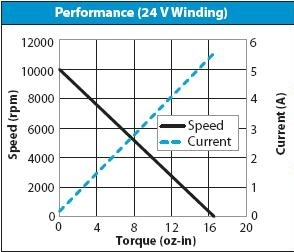 Performance (24 V Winding)
12000
10000
8000
6000
4000
2000
0
Speed (rpm)
6
5
4
3
2
1
0
Current (A)
Speed
Current
0 4 8 12 16 20
Torque (oz-in)